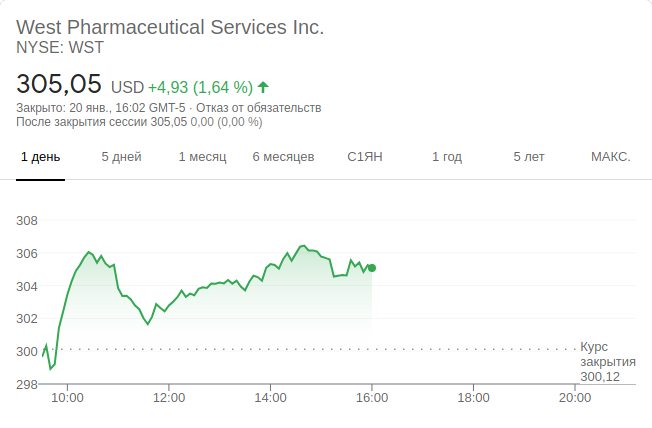 West Pharmaceutical Services Inc.
NYSE: WST
305,05 USD +4,93 (1,64 %)
Закрыто: 20 янв., 16:02 GMT-5 · Отказ от обязательств
После закрытия сессии 305,05 0,00 (0,00 %)
1 день 5 дней 1 месяц 6 месяцев С1ЯН 1 год 5 лет МАКС.
308
306
304
302
300
298
Курс
закрытия
300,12
10:00 12:00 14:00 16:00 18:00 20:00